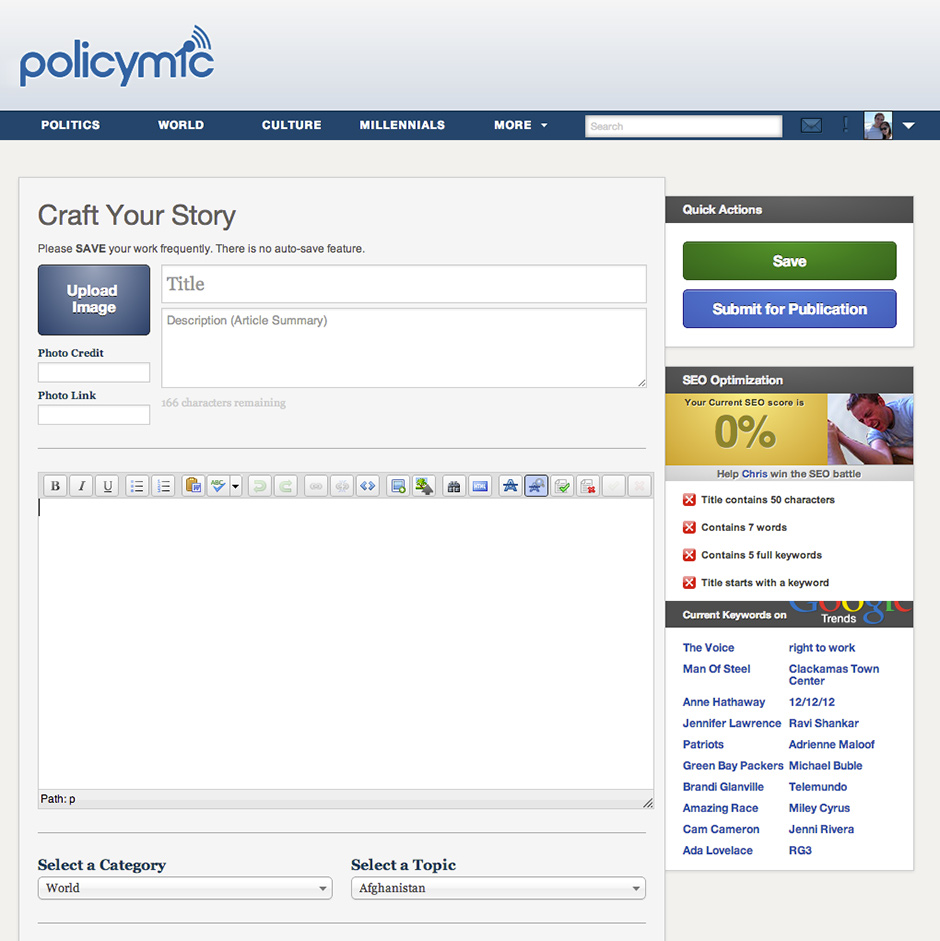 policymic
POLITICS WORLD CULTURE MILLENNIALS MORE Search
Craft Your Story
Please SAVE your work frequently. There is no auto-save feature.
Upload
Image
Title
Description (Article Summary)
Photo Credit
Photo Link
166 characters remaining
B I U ABC HTML
Path: p
Select a Category
World
Select a Topic
Afghanistan
Quick Actions
Save
Submit for Publication
SEO Optimization
Your Current SEO score is
0%
Help Chris win the SEO battle
Title contains 50 characters
Contains 7 words
Contains 5 full keywords
Title starts with a keyword
Current Keywords on Google
Trends
The Voice right to work
Man Of Steel Clackamas Town
Center
Anne Hathaway 12/12/12
Jennifer Lawrence Ravi Shankar
Patriots Adrienne Maloof
Green Bay Packers Michael Buble
Brandi Glanville Telemundo
Amazing Race Miley Cyrus
Cam Cameron Jenni Rivera
Ada Lovelace RG3